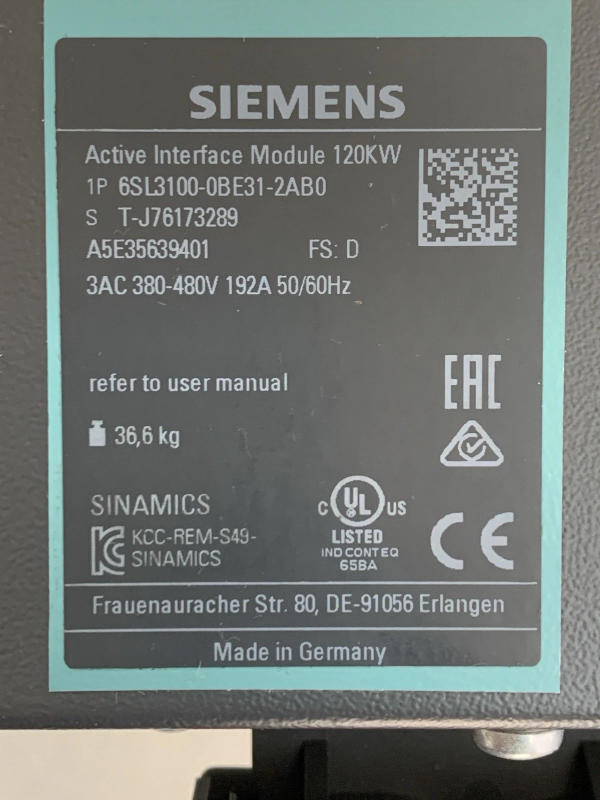 SIEMENS
Active Interface Module 120KW
1P 6SL3100-0BE31-2AB0
S T-J76173289
A5E35639401 FS: D
3AC 380-480V 192A 50/60Hz
refer to user manual
EAC
36,6 kg
SINAMICS
KCC-REM-S49-
SINAMICS
C UL US
LISTED
IND CONT EQ
65BA
CE
Frauenauracher Str. 80, DE-91056 Erlangen
Made in Germany